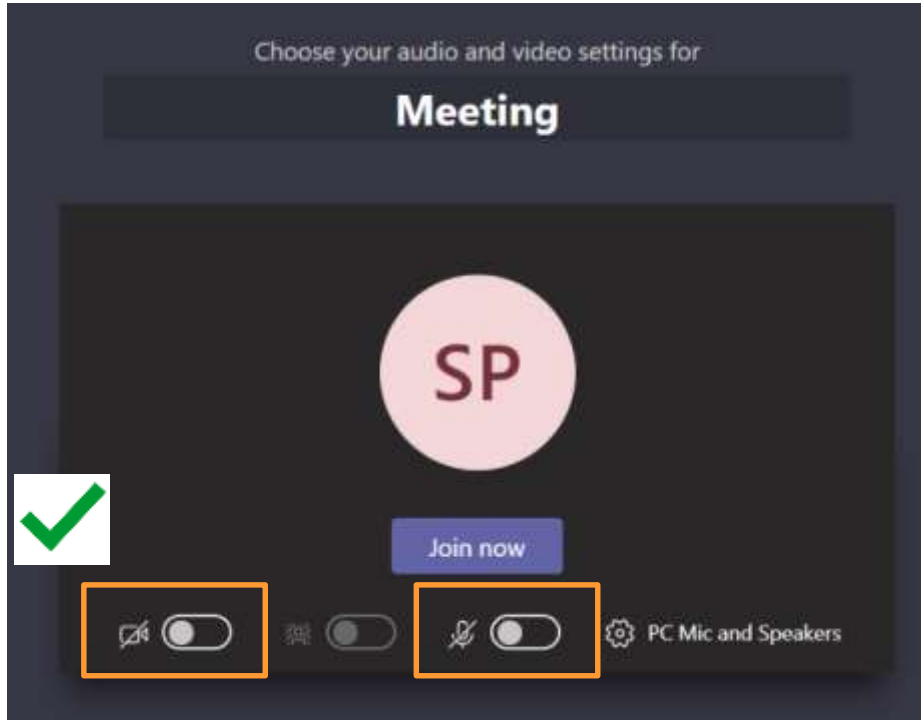 Choose your audio and video settings for
Meeting
SP
Join now
PC Mic and Speakers